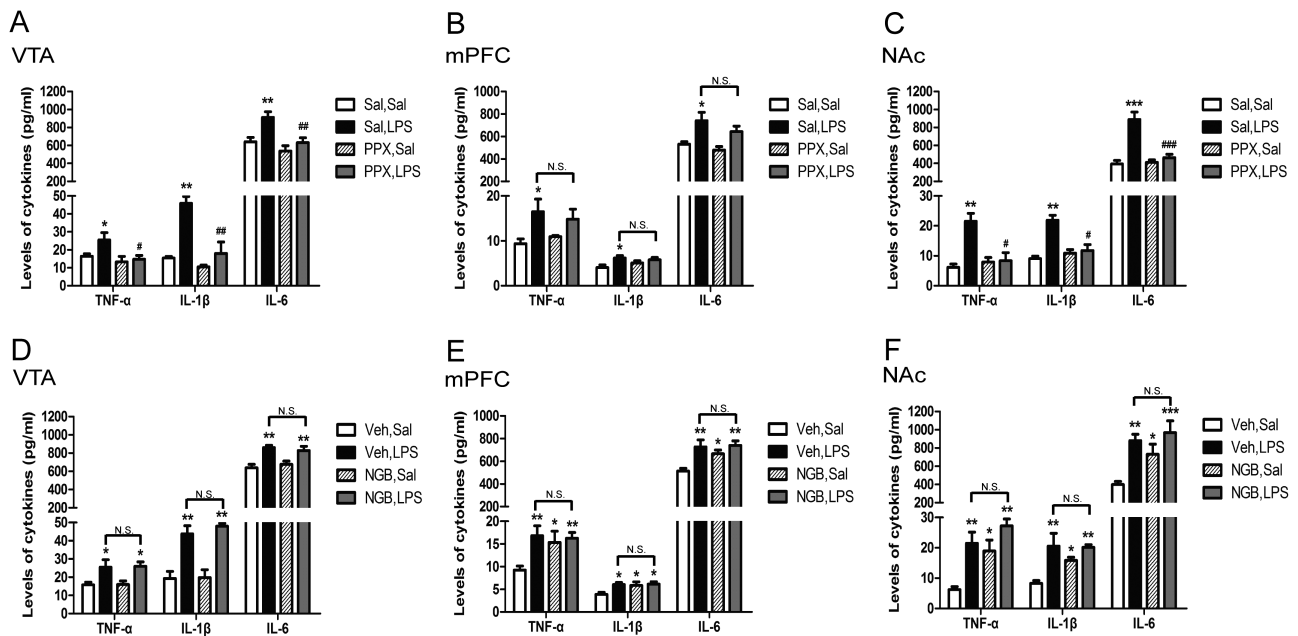 A
VTA
Levels of cytokines (pg/ml)
1200
1000
800
600
400
200
50
40
30
20
10
0
* # ** ## ** ##
TNF-α IL-1β IL-6
Sal,Sal
Sal,LPS
PPX,Sal
PPX,LPS
B
mPFC
Levels of cytokines (pg/ml)
1000
800
600
400
200
20
10
0
N.S.
*
N.S.
*
N.S.
*
TNF-α IL-1β IL-6
Sal,Sal
Sal,LPS
PPX,Sal
PPX,LPS
C
NAc
Levels of cytokines (pg/ml)
1200
1000
800
600
400
200
30
20
10
0
** # ** # *** ###
TNF-α IL-1β IL-6
Sal,Sal
Sal,LPS
PPX,Sal
PPX,LPS
D
VTA
Levels of cytokines (pg/ml)
1200
1000
800
600
400
200
50
40
30
20
10
0
N.S.
* *
N.S.
** **
N.S.
** **
TNF-α IL-1β IL-6
Veh,Sal
Veh,LPS
NGB,Sal
NGB,LPS
E
mPFC
Levels of cytokines (pg/ml)
1000
800
600
400
200
20
15
10
5
0
N.S.
** * **
N.S.
* * *
N.S.
** * **
TNF-α IL-1β IL-6
Veh,Sal
Veh,LPS
NGB,Sal
NGB,LPS
F
NAc
Levels of cytokines (pg/ml)
1200
1000
800
600
400
200
30
20
10
0
N.S.
** * **
N.S.
** * **
N.S.
** * ***
TNF-α IL-1β IL-6
Veh,Sal
Veh,LPS
NGB,Sal
NGB,LPS